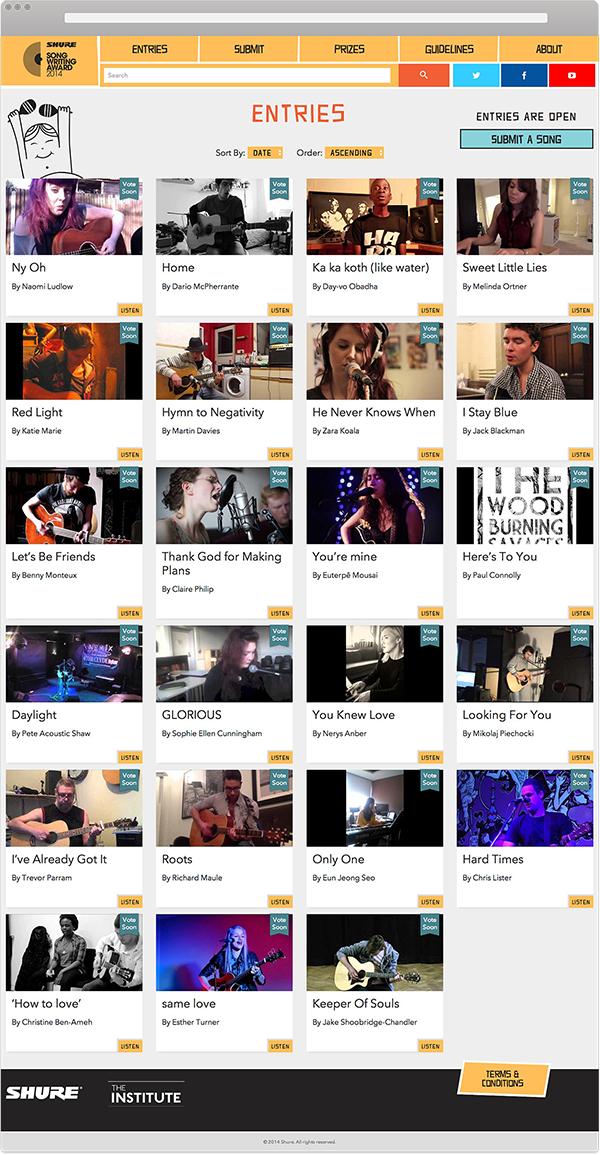 SHURE
SONG
WRITING
AWARD
2014
ENTRIES
SUBMIT
PRIZES
GUIDELINES
ABOUT
Search
ENTRIES
ENTRIES ARE OPEN
SUBMIT A SONG
Sort By: DATE Order: ASCENDING
Vote
Soon
Vote
Soon
Vote
Soon
Vote
Soon
HA
Ny Oh
Home
Ka ka koth (like water)
Sweet Little Lies
By Naomi Ludlow
By Dario McPherrante
By Day-vo Obadha
By Melinda Ortner
LISTEN
LISTEN
LISTEN
LISTEN
Vote
Soon
Vote
Soon
Vote
Soon
Vote
Soon
Red Light
Hymn to Negativity
He Never Knows When
I Stay Blue
By Katie Marie
By Martin Davies
By Zara Koala
By Jack Blackman
LISTEN
LISTEN
LISTEN
LISTEN
Vote
Soon
Vote
Soon
Vote
Soon
Vote
Soon
THE
WOOD
BURNING
SAVAGES
Let's Be Friends
Thank God for Making
Plans
You're mine
Here's To You
By Benny Monteux
By Claire Philip
By Euterpê Mousai
By Paul Connolly
LISTEN
LISTEN
LISTEN
LISTEN
Vote
Soon
Vote
Soon
Vote
Soon
Vote
Soon
Daylight
GLORIOUS
You Knew Love
Looking For You
By Pete Acoustic Shaw
By Sophie Ellen Cunningham
By Nerys Anber
By Mikolaj Piechocki
LISTEN
LISTEN
LISTEN
LISTEN
Vote
Soon
Vote
Soon
Vote
Soon
Vote
Soon
I've Already Got It
Roots
Only One
Hard Times
By Trevor Parram
By Richard Maule
By Eun Jeong Seo
By Chris Lister
LISTEN
LISTEN
LISTEN
LISTEN
Vote
Soon
Vote
Soon
Vote
Soon
'How to love'
same love
Keeper Of Souls
By Christine Ben-Ameh
By Esther Turner
By Jake Shoobridge-Chandler
LISTEN
LISTEN
LISTEN
TERMS &
CONDITIONS
SHURE
THE
INSTITUTE
© 2014 Shure. All rights reserved.